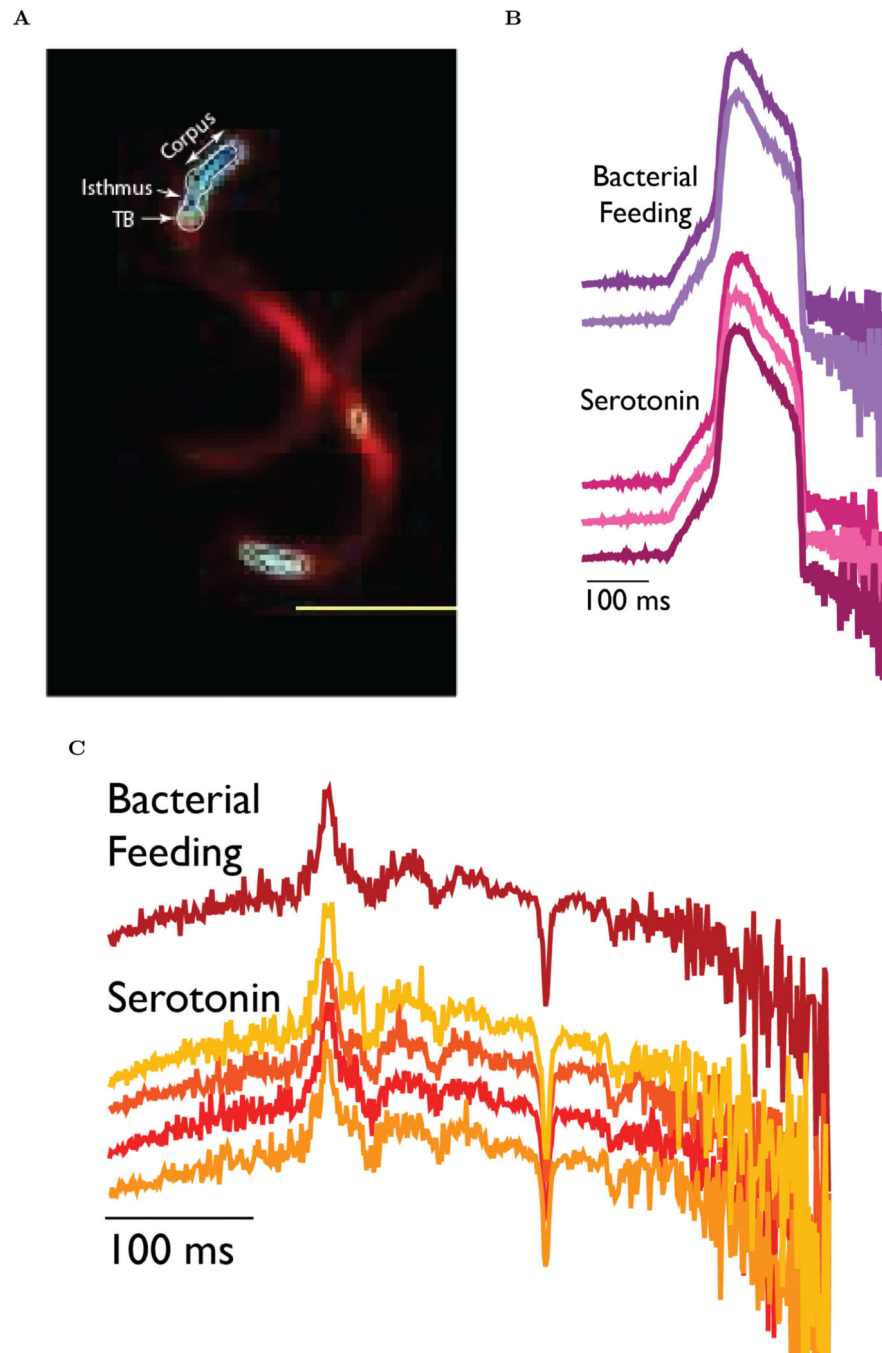 A
Corpus
Isthmus
TB
B
Bacterial
Feeding
Serotonin
100 ms
C
Bacterial
Feeding
Serotonin
100 ms